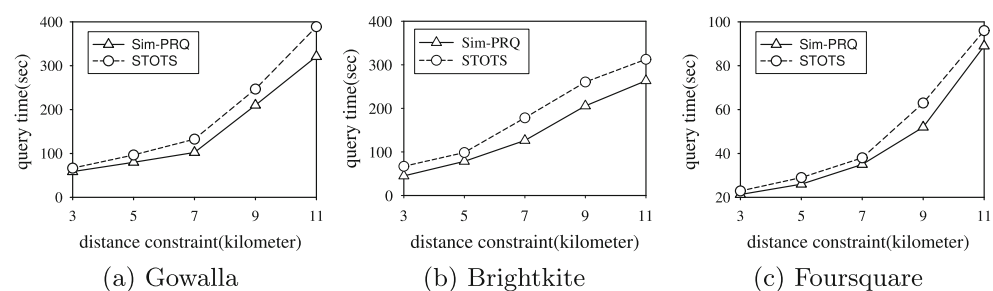 400
300
200
100
0
query time(sec)
Sim-PRQ
STOTS
3 5 7 9 11
distance constraint(kilometer)
(a) Gowalla
400
300
200
100
0
query time(sec)
Sim-PRQ
STOTS
3 5 7 9 11
distance constraint(kilometer)
(b) Brightkite
100
80
60
40
20
query time(sec)
Sim-PRQ
STOTS
3 5 7 9 11
distance constraint(kilometer)
(c) Foursquare